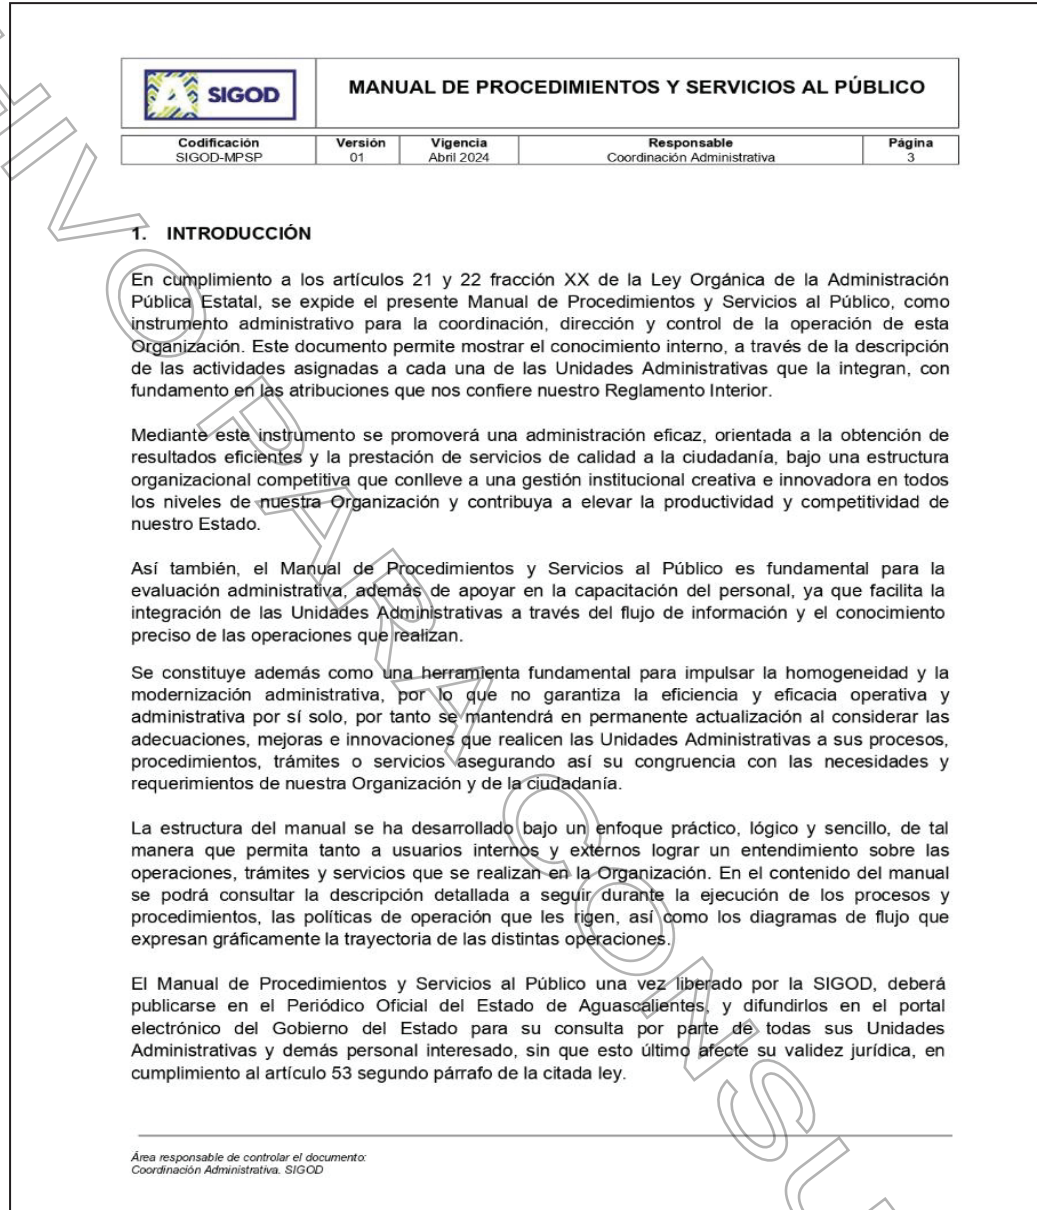 A SIGOD
MANUAL DE PROCEDIMIENTOS Y SERVICIOS AL PÚBLICO
Codificación Versión Vigencia Responsable Página
SIGOD-MPSP 01 Abril 2024 Coordinación Administrativa 3
1. INTRODUCCIÓN
En cumplimiento a los artículos 21 y 22 fracción XX de la Ley Orgánica de la Administración
Pública Estatal, se expide el presente Manual de Procedimientos y Servicios al Público, como
instrumento administrativo para la coordinación, dirección y control de la operación de esta
Organización. Este documento permite mostrar el conocimiento interno, a través de la descripción
de las actividades asignadas a cada una de las Unidades Administrativas que la integran, con
fundamento en las atribuciones que nos confiere nuestro Reglamento Interior.
Mediante este instrumento se promoverá una administración eficaz, orientada a la obtención de
resultados eficientes y la prestación de servicios de calidad a la ciudadanía, bajo una estructura
organizacional competitiva que conlleve a una gestión institucional creativa e innovadora en todos
los niveles de nuestra Organización y contribuya a elevar la productividad y competitividad de
nuestro Estado.
Así también, el Manual de Procedimientos y Servicios al Público es fundamental para la
evaluación administrativa, además de apoyar en la capacitación del personal, ya que facilita la
integración de las Unidades Administrativas a través del flujo de información y el conocimiento
preciso de las operaciones que realizan.
Se constituye además como una herramienta fundamental para impulsar la homogeneidad y la
modernización administrativa, por lo que no garantiza la eficiencia y eficacia operativa y
administrativa por sí solo, por tanto se mantendrá en permanente actualización al considerar las
adecuaciones, mejoras e innovaciones que realicen las Unidades Administrativas a sus procesos,
procedimientos, trámites o servicios asegurando así su congruencia con las necesidades y
requerimientos de nuestra Organización y de la ciudadanía.
La estructura del manual se ha desarrollado bajo un enfoque práctico, lógico y sencillo, de tal
manera que permita tanto a usuarios internos y externos lograr un entendimiento sobre las
operaciones, trámites y servicios que se realizan en la Organización. En el contenido del manual
se podrá consultar la descripción detallada a seguir durante la ejecución de los procesos y
procedimientos, las políticas de operación que les rigen, así como los diagramas de flujo que
expresan gráficamente la trayectoria de las distintas operaciones.
El Manual de Procedimientos y Servicios al Público una vez liberado por la SIGOD, deberá
publicarse en el Periódico Oficial del Estado de Aguascalientes, y difundirlos en el portal
electrónico del Gobierno del Estado para su consulta por parte de todas sus Unidades
Administrativas y demás personal interesado, sin que esto último afecte su validez jurídica, en
cumplimiento al artículo 53 segundo párrafo de la citada ley.
Área responsable de controlar el documento:
Coordinación Administrativa. SIGOD
PARA